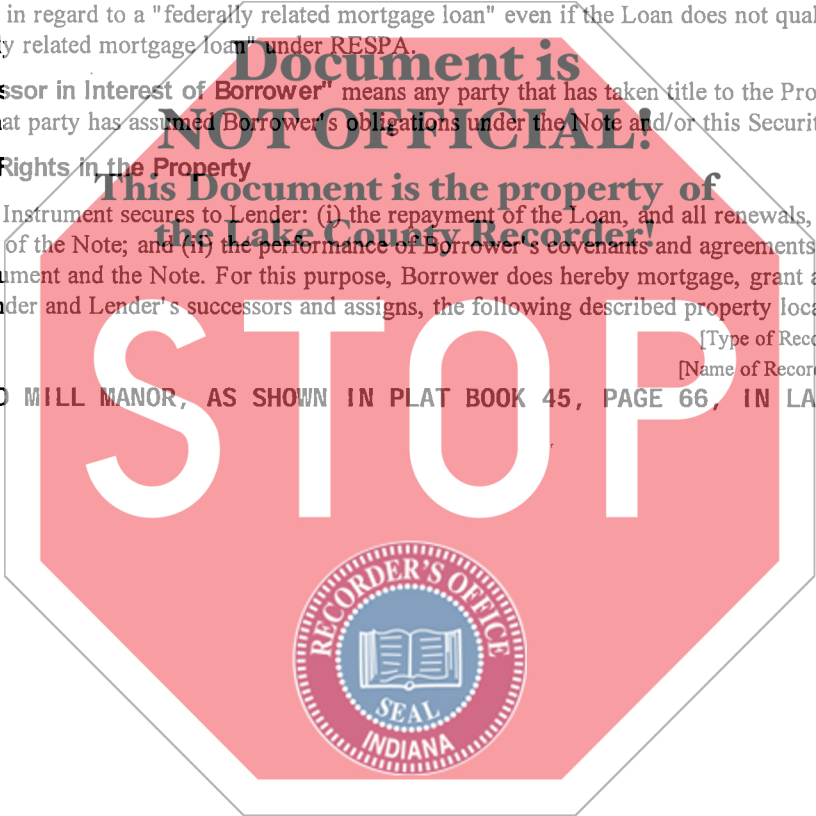 in regard to a "federally related mortgage loan" even if the Loan does not qual
y related mortgage loan" under RESPA.
Document is
ssor in Interest of Borrower" means any party that has taken title to the Pro
NOT OFFICIAL!
at party has assumed Borrower's obligations under the Note and/or this Securit
Rights in the Property
This Document is the property of
Instrument secures to Lender: (i) the repayment of the Loan, and all renewals,
the Lake County Recorder!
of the Note; and (ii) the performance of Borrower's covenants and agreements
ument and the Note. For this purpose, Borrower does hereby mortgage, grant a
nder and Lender's successors and assigns, the following described property loca
[Type of Reco
[Name of Recor
O MILL MANOR, AS SHOWN IN PLAT BOOK 45, PAGE 66, IN LA
STOP
RECORDER'S OFFICE
SEAL
INDIANA